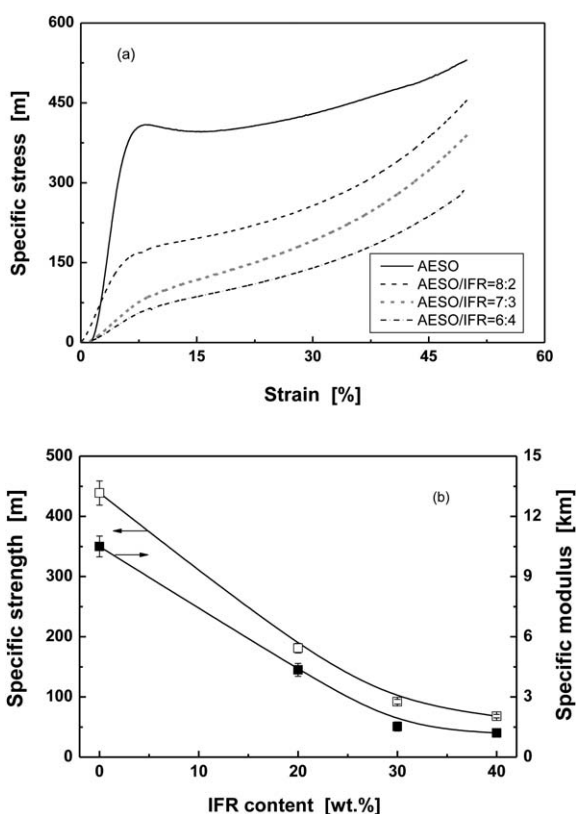 600
(a)
450
300
150
0
Specific stress [m]
AESO
AESO/IFR=8:2
AESO/IFR=7:3
AESO/IFR=6:4
0 15 30 45 60
Strain [%]
500 15
(b)
400 12
300 9
200 6
100 3
0 0
Specific strength [m]
Specific modulus [km]
0 10 20 30 40
IFR content [wt.%]